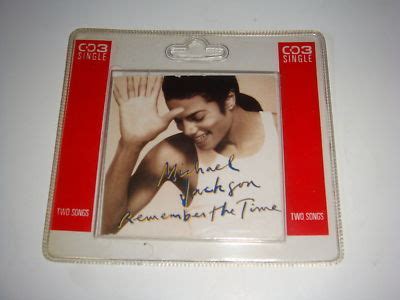 CD3
SINGLE
CD3
SINGLE
Michael
Jackson
Remember the Time
TWO SONGS
TWO SONGS